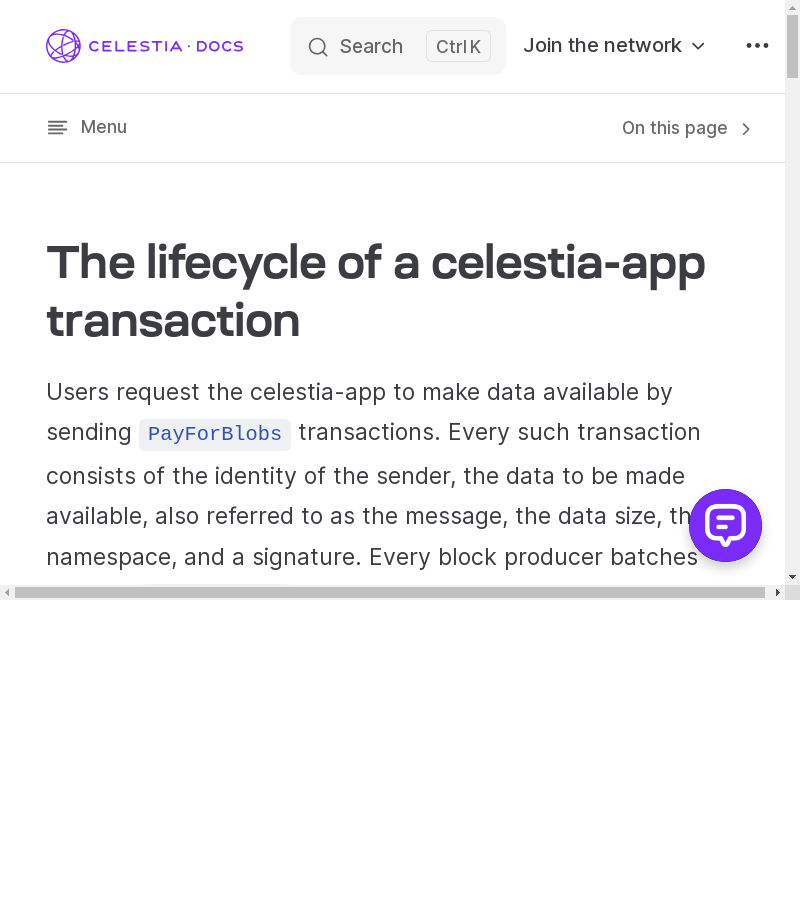 CELESTIA · DOCS
Search
Ctrl K
Join the network
Menu
On this page
The lifecycle of a celestia-app
transaction
Users request the celestia-app to make data available by
sending PayForBlobs transactions. Every such transaction
consists of the identity of the sender, the data to be made
available, also referred to as the message, the data size,
namespace, and a signature. Every block producer batches